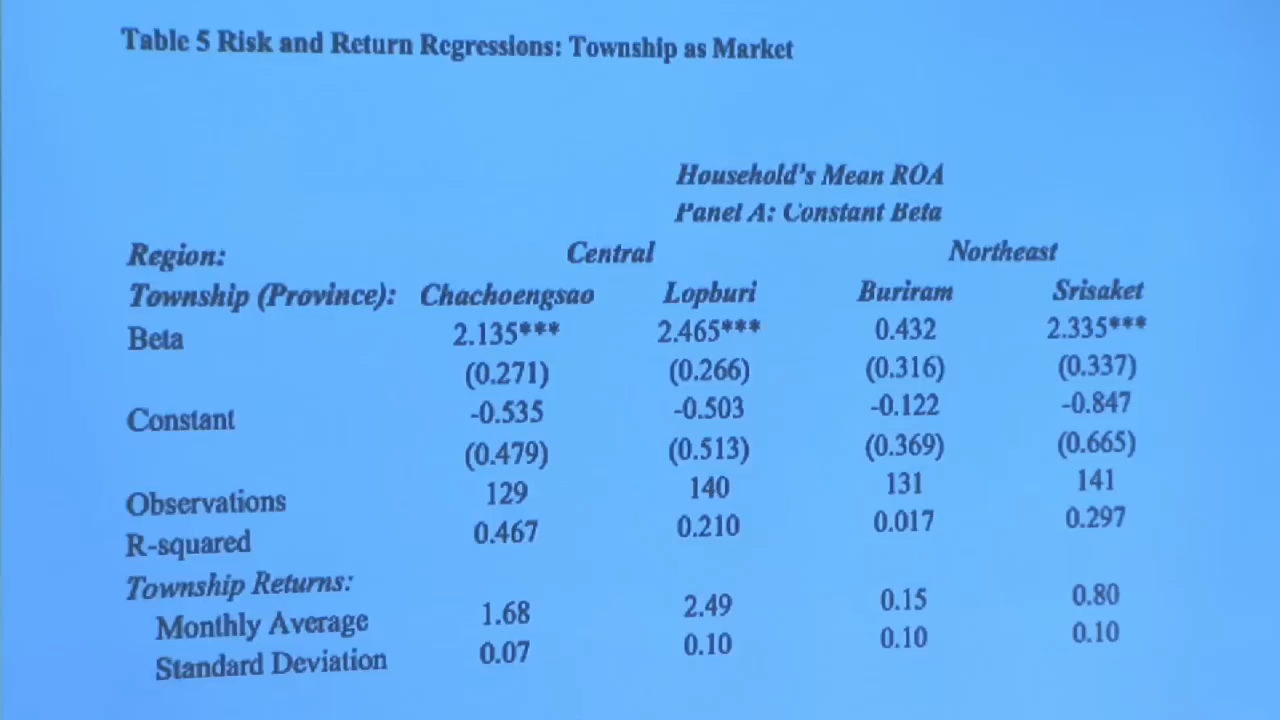 Table 5 Risk and Return Regressions: Township as Market
Household's Mean ROA
Panel A: Constant Beta
Region: Central Northeast
Township (Province): Chachoengsao Lopburi Buriram Srisaket
Beta 2.135*** 2.465*** 0.432 2.335***
(0.271) (0.266) (0.316) (0.337)
Constant -0.535 -0.503 -0.122 -0.847
(0.479) (0.513) (0.369) (0.665)
Observations 129 140 131 141
R-squared 0.467 0.210 0.017 0.297
Township Returns:
Monthly Average 1.68 2.49 0.15 0.80
Standard Deviation 0.07 0.10 0.10 0.10